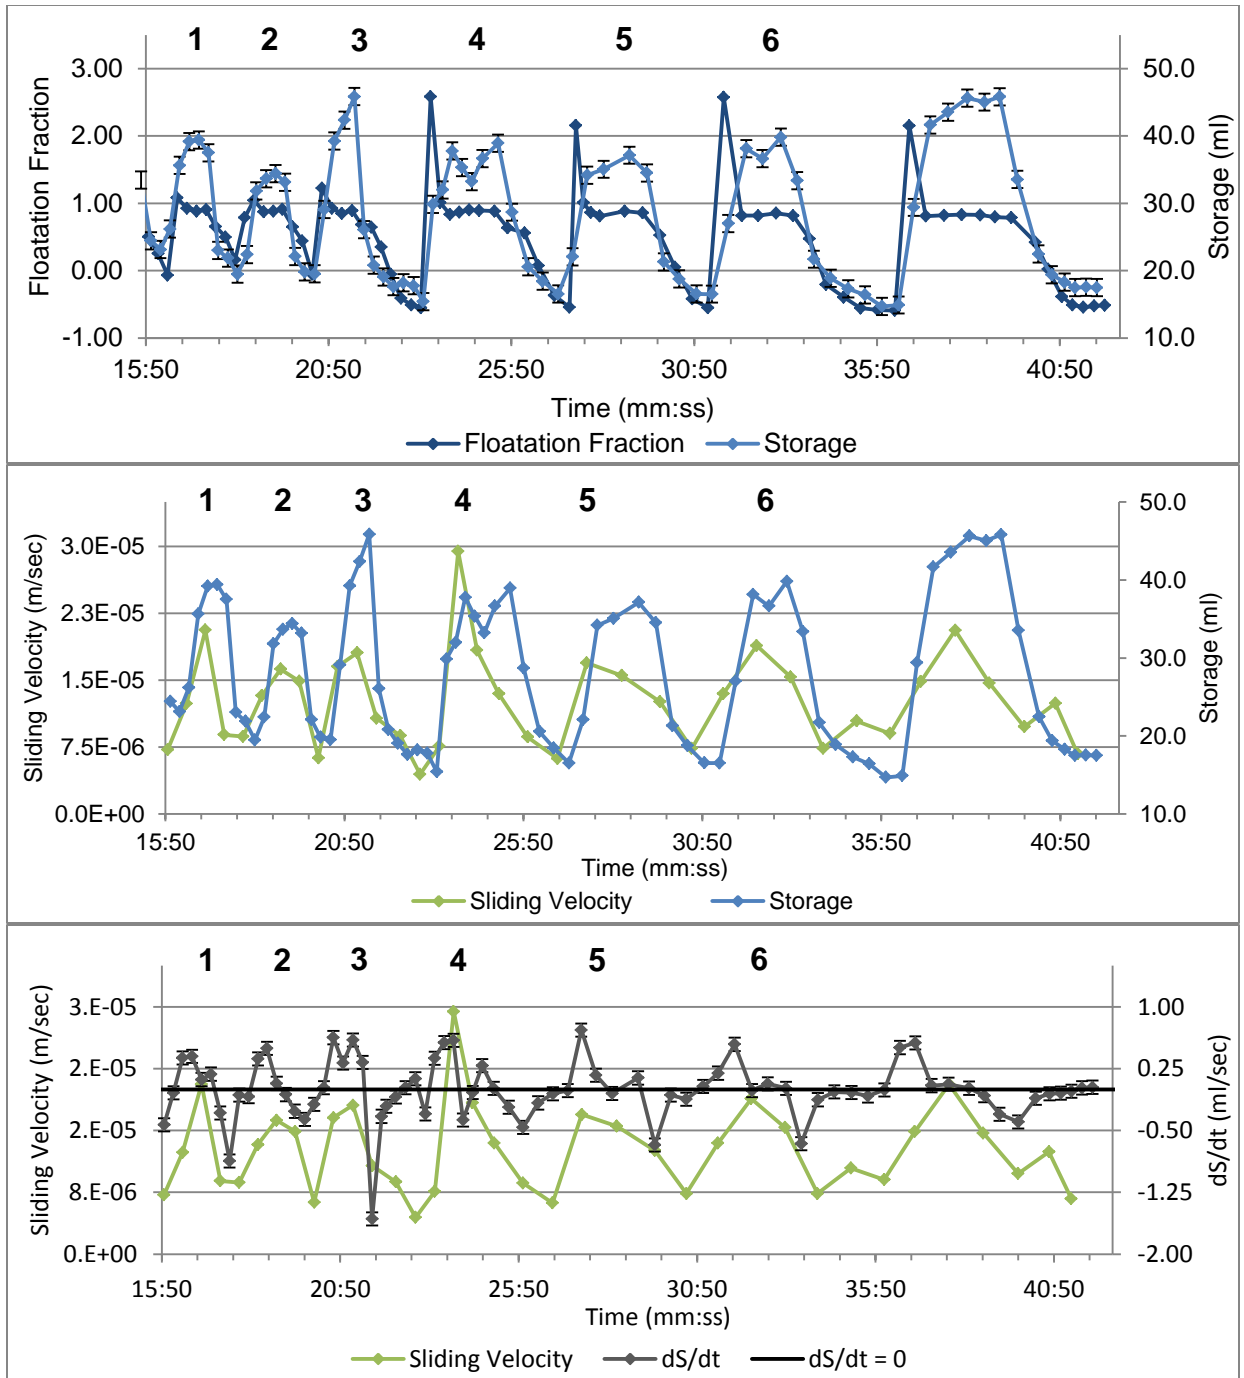 1 2 3 4 5 6
3.00 50.0
2.00 40.0
1.00 30.0
0.00 20.0
-1.00 10.0
Floatation Fraction
Storage (ml)
15:50 20:50 25:50 30:50 35:50 40:50
Time (mm:ss)
Floatation Fraction Storage
1 2 3 4 5 6
50.0
3.0E-05 40.0
2.3E-05
1.5E-05 30.0
7.5E-06 20.0
0.0E+00 10.0
Sliding Velocity (m/sec)
Storage (ml)
15:50 20:50 25:50 30:50 35:50 40:50
Time (mm:ss)
Sliding Velocity Storage
1 2 3 4 5 6
3.E-05 1.00
2.E-05 0.25
2.E-05 -0.50
8.E-06 -1.25
0.E+00 -2.00
Sliding Velocity (m/sec)
dS/dt (ml/sec)
15:50 20:50 25:50 30:50 35:50 40:50
Time (mm:ss)
Sliding Velocity dS/dt dS/dt = 0